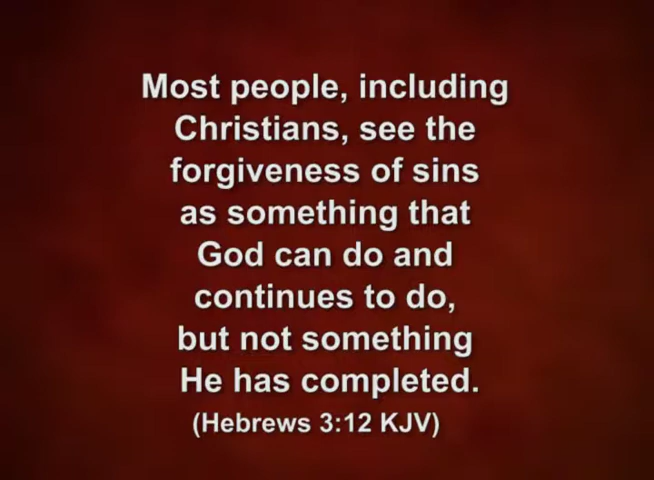 Most people, including
Christians, see the
forgiveness of sins
as something that
God can do and
continues to do,
but not something
He has completed.
(Hebrews 3:12 KJV)